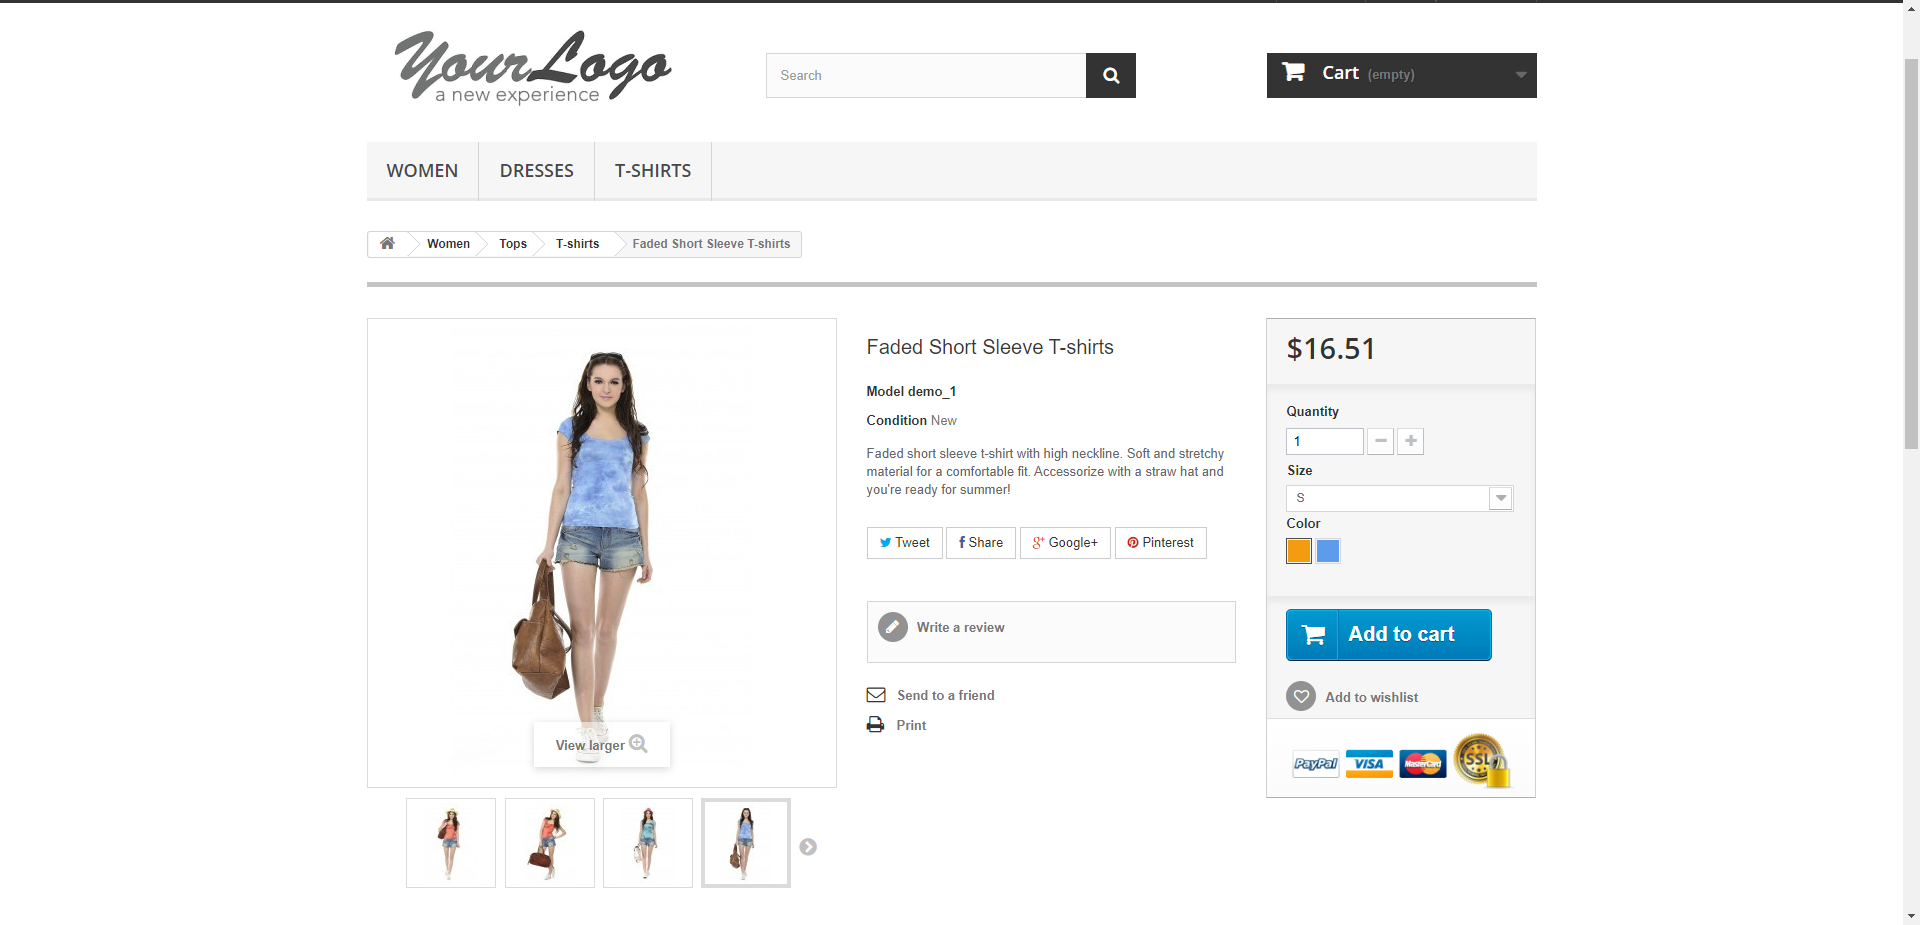 YourLogo
a new experience
Search
Cart (empty)
WOMEN
DRESSES
T-SHIRTS
Women
Tops
T-shirts
Faded Short Sleeve T-shirts
View larger
Faded Short Sleeve T-shirts
Model demo_1
Condition New
Faded short sleeve t-shirt with high neckline. Soft and stretchy
material for a comfortable fit. Accessorize with a straw hat and
you're ready for summer!
Tweet
Share
Google+
Pinterest
Write a review
Send to a friend
Print
$16.51
Quantity
1
Size
S
Color
Add to cart
Add to wishlist
PayPal
VISA
MasterCard
SSL